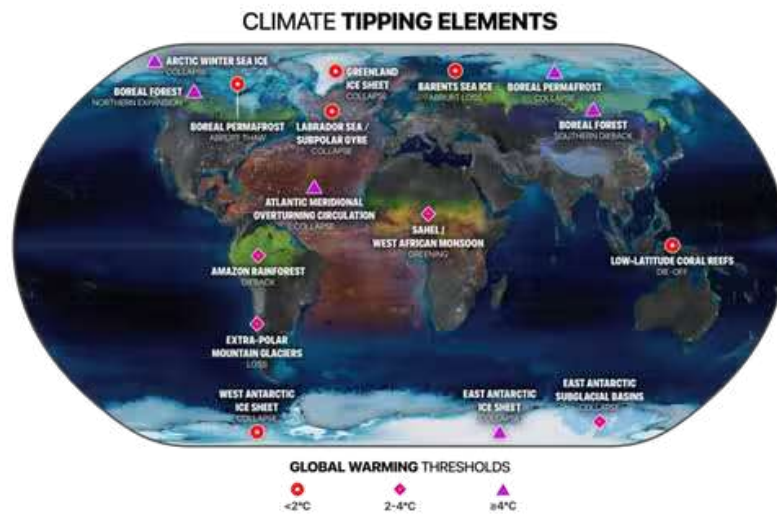 CLIMATE TIPPING ELEMENTS
ARCTIC WINTER SEA ICE
COLLAPSE
BOREAL FOREST
NORTHERN EXPANSION
BOREAL PERMAFROST
ABRUPT THAW
GREENLAND
ICE SHEET
COLLAPSE
LABRADOR SEA /
SUBPOLAR GYRE
COLLAPSE
BARENTS SEA ICE
ABRUPT LOSS
BOREAL PERMAFROST
COLLAPSE
BOREAL FOREST
SOUTHERN DIEBACK
ATLANTIC MERIDIONAL
OVERTURNING CIRCULATION
COLLAPSE
SAHEL /
WEST AFRICAN MONSOON
GREENING
LOW-LATITUDE CORAL REEFS
DIE-OFF
AMAZON RAINFOREST
DIEBACK
EXTRA-POLAR
MOUNTAIN GLACIERS
LOSS
WEST ANTARCTIC
ICE SHEET
COLLAPSE
EAST ANTARCTIC
ICE SHEET
COLLAPSE
EAST ANTARCTIC
SUBGLACIAL BASINS
COLLAPSE
GLOBAL WARMING THRESHOLDS
<2°C
2-4°C
≥4°C